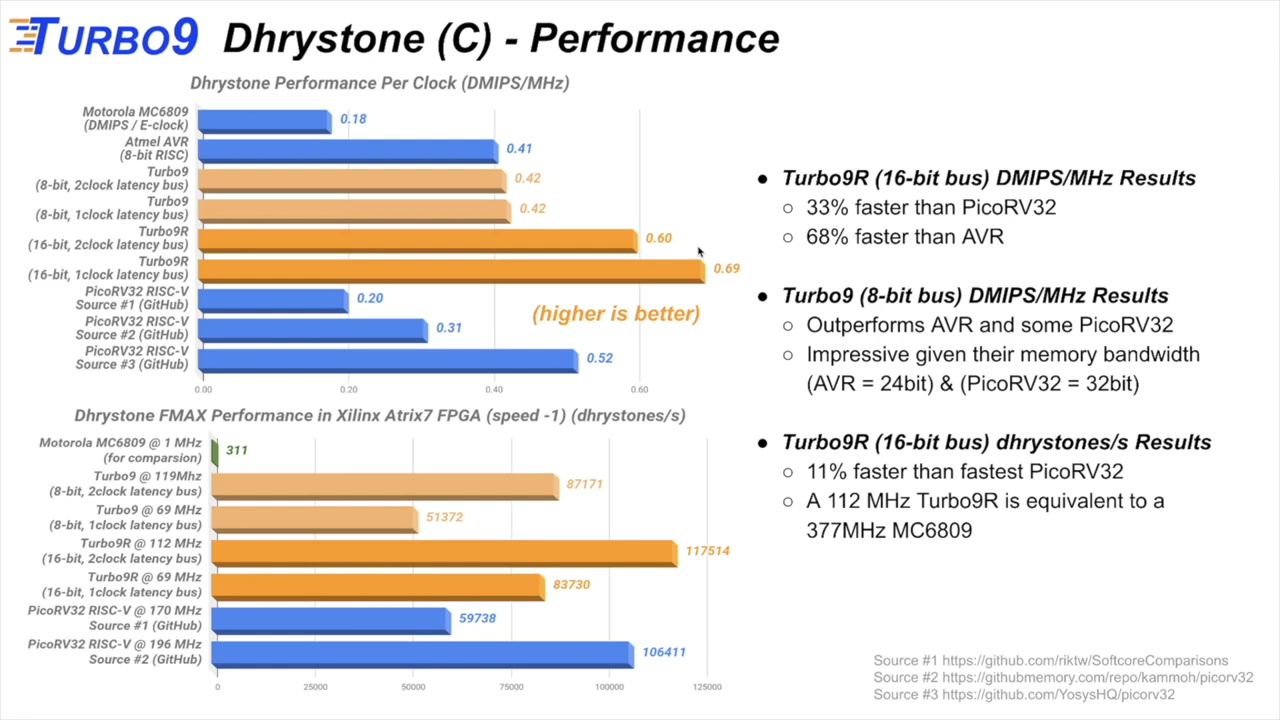 TURBO9 Dhrystone (C) - Performance
Dhrystone Performance Per Clock (DMIPS/MHz)
Motorola MC6809
(DMIPS / E-clock)
0.18
Atmel AVR
(8-bit RISC)
0.41
Turbo9
(8-bit, 2clock latency bus)
0.42
Turbo9
(8-bit, 1clock latency bus)
0.42
Turbo9R
(16-bit, 2clock latency bus)
0.60
Turbo9R
(16-bit, 1clock latency bus)
0.69
PicoRV32 RISC-V
Source #1 (GitHub)
0.20
PicoRV32 RISC-V
Source #2 (GitHub)
0.31
PicoRV32 RISC-V
Source #3 (GitHub)
0.52
(higher is better)
0.00 0.20 0.40 0.60
Dhrystone FMAX Performance in Xilinx Atrix7 FPGA (speed -1) (dhrystones/s)
Motorola MC6809 @ 1 MHz
(for comparsion)
311
Turbo9 @ 119Mhz
(8-bit, 2clock latency bus)
87171
Turbo9 @ 69 MHz
(8-bit, 1clock latency bus)
51372
Turbo9R @ 112 MHz
(16-bit, 2clock latency bus)
117514
Turbo9R @ 69 MHz
(16-bit, 1clock latency bus)
83730
PicoRV32 RISC-V @ 170 MHz
Source #1 (GitHub)
59738
PicoRV32 RISC-V @ 196 MHz
Source #2 (GitHub)
106411
0 25000 50000 75000 100000 125000
● Turbo9R (16-bit bus) DMIPS/MHz Results
○ 33% faster than PicoRV32
○ 68% faster than AVR
● Turbo9 (8-bit bus) DMIPS/MHz Results
○ Outperforms AVR and some PicoRV32
○ Impressive given their memory bandwidth
(AVR = 24bit) & (PicoRV32 = 32bit)
● Turbo9R (16-bit bus) dhrystones/s Results
○ 11% faster than fastest PicoRV32
○ A 112 MHz Turbo9R is equivalent to a
377MHz MC6809
Source #1 https://github.com/riktw/SoftcoreComparisons
Source #2 https://githubmemory.com/repo/kammoh/picorv32
Source #3 https://github.com/YosysHQ/picorv32